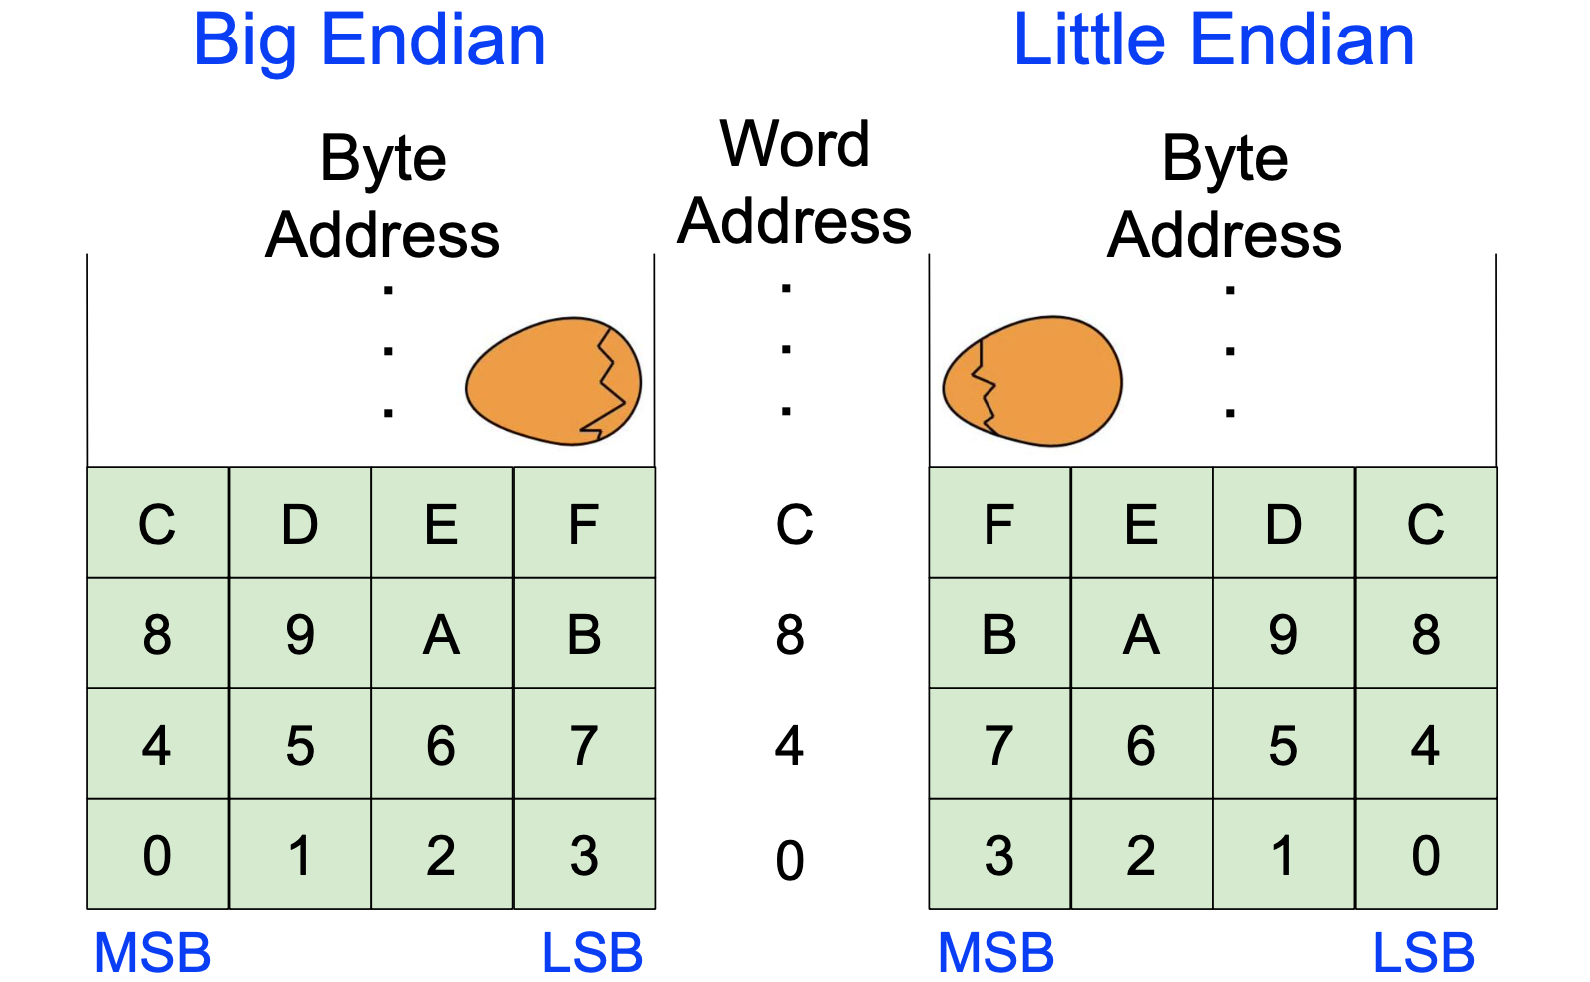 Big Endian Little Endian
Byte Address Word Address Byte Address
. . .
. . .
. . .
C D E F C F E D C
8 9 A B 8 B A 9 8
4 5 6 7 4 7 6 5 4
0 1 2 3 0 3 2 1 0
MSB LSB MSB LSB